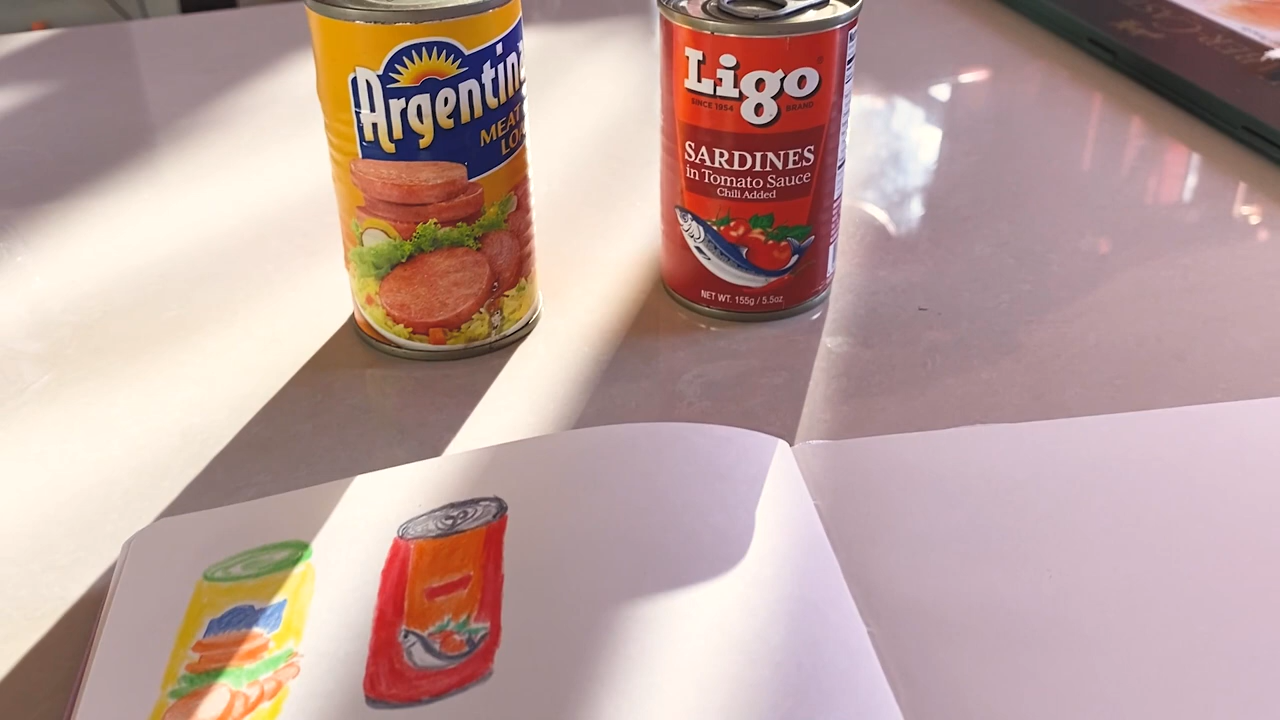 Argentina
MEAT
LOAF
Ligo
SINCE 1954 BRAND
SARDINES
in Tomato Sauce
Chili Added
NET WT. 155g / 5.5oz